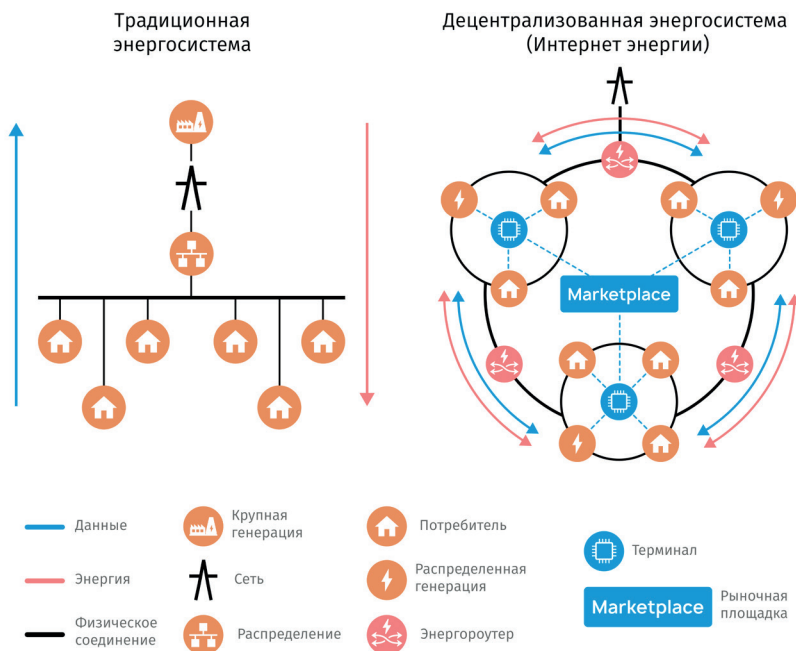 Традиционная
энергосистема
Децентрализованная энергосистема
(Интернет энергии)
Marketplace
Данные
Крупная
генерация
Потребитель
Терминал
Энергия
Сеть
Распределенная
генерация
Marketplace
Рыночная
площадка
Физическое
соединение
Распределение
Энергороутер